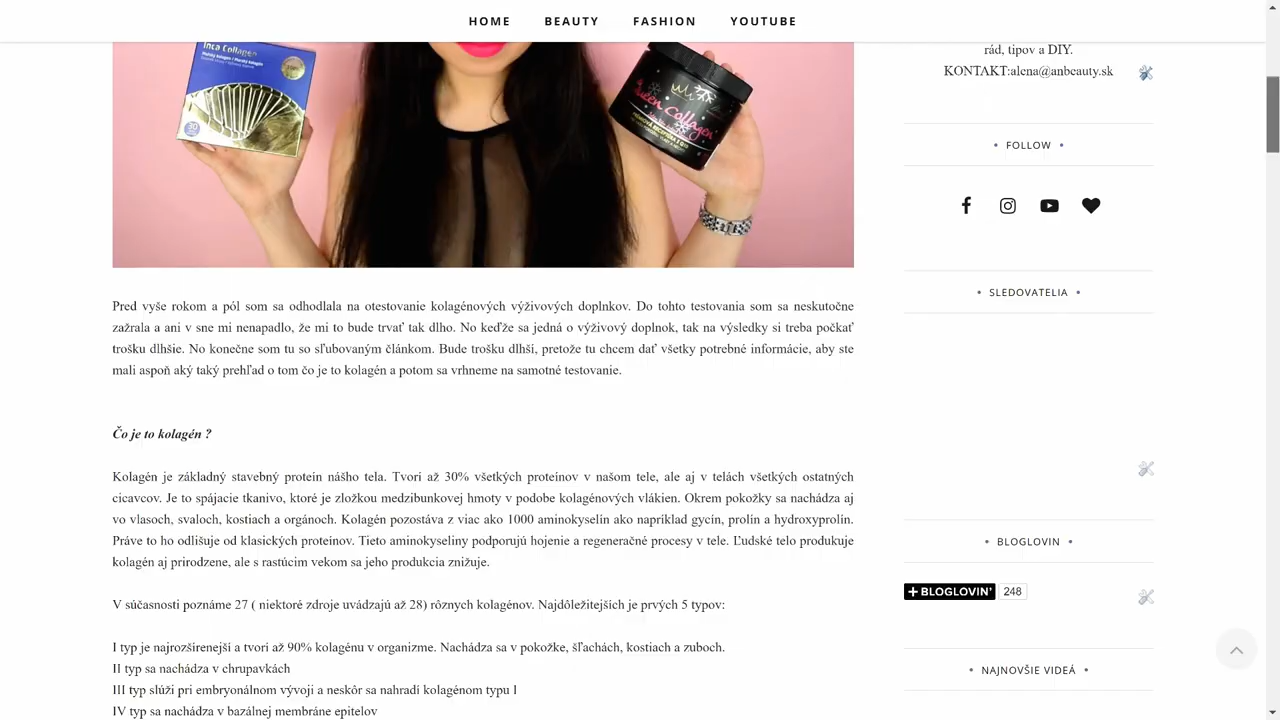 HOME BEAUTY FASHION YOUTUBE
Inca Collagen
Queen Collagen
Pred vyše rokom a pól som sa odhodlala na otestovanie kolagénových výživových doplnkov. Do tohto testovania som sa neskutočne
zažrala a ani v sne mi nenapadlo, že mi to bude trvať tak dlho. No keďže sa jedná o výživový doplnok, tak na výsledky si treba počkať
trošku dlhšie. No konečne som tu so sľubovaným článkom. Bude trošku dlhší, pretože tu chcem dať všetky potrebné informácie, aby ste
mali aspoň aký taký prehľad o tom čo je to kolagén a potom sa vrhneme na samotné testovanie.
Čo je to kolagén ?
Kolagén je základný stavebný protein nášho tela. Tvori až 30% všetkých proteínov v našom tele, ale aj v telách všetkých ostatných
cicavcov. Je to spájacie tkanivo, ktoré je zložkou medzibunkovej hmoty v podobe kolagénových vlákien. Okrem pokožky sa nachádza aj
vo vlasoch, svaloch, kostiach a orgánoch. Kolagén pozostáva z viac ako 1000 aminokyselín ako napríklad gycín, prolín a hydroxyprolín.
Práve to ho odlišuje od klasických proteínov. Tieto aminokyseliny podporujú hojenie a regeneračné procesy v tele. Ľudské telo produkuje
kolagén aj prirodzene, ale s rastúcim vekom sa jeho produkcia znižuje.
V súčasnosti poznáme 27 ( niektoré zdroje uvádzajú až 28) rôznych kolagénov. Najdôležitejších je prvých 5 typov:
I typ je najrozšírenejší a tvorí až 90% kolagénu v organizme. Nachádza sa v pokožke, šľachách, kostiach a zuboch.
II typ sa nachádza v chrupavkách
III typ slúži pri embryonálnom vývoji a neskôr sa nahradí kolagénom typu I
IV typ sa nachádza v bazálnej membráne epitelov
rád, tipov a DIY.
KONTAKT:alena@anbeauty.sk
• FOLLOW •
• SLEDOVATELIA •
• BLOGLOVIN •
+ BLOGLOVIN' 248
• NAJNOVŠIE VIDEÁ •